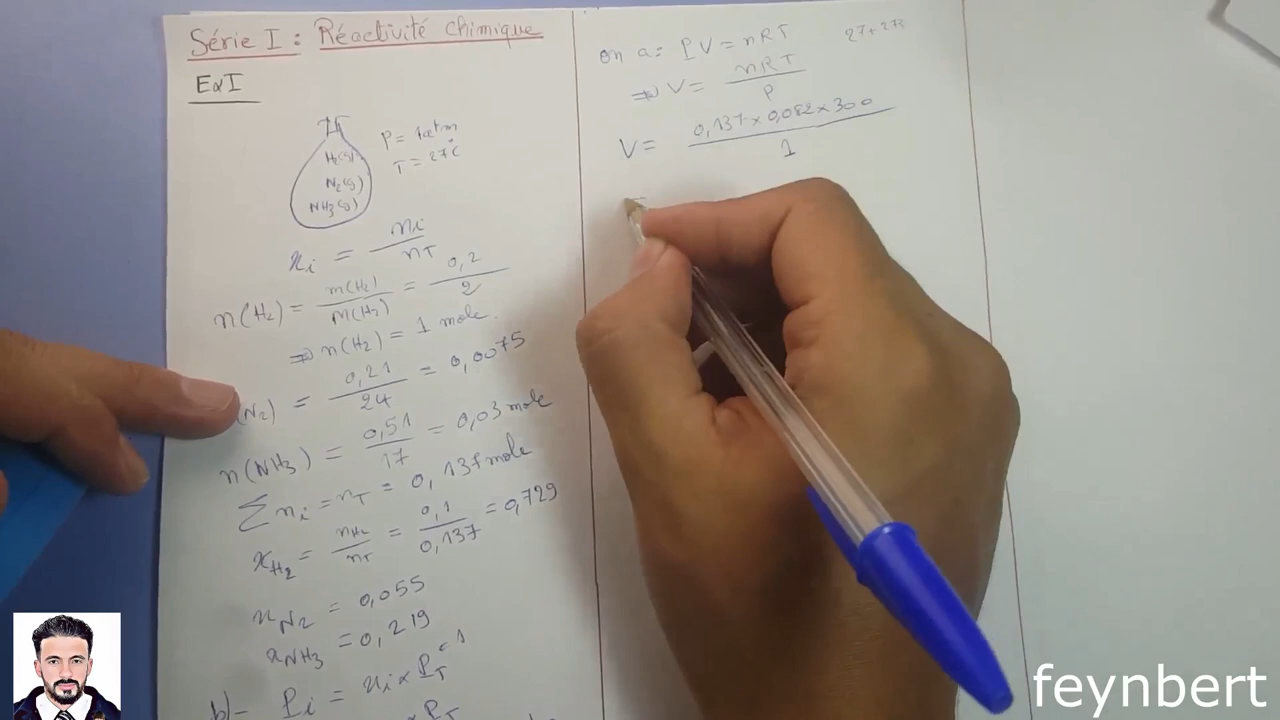 Série I : Réactivité chimique
Ex I
H2(g)
N2(g)
NH3(g)
P = 1atm
T = 27°C
xi = ni / nT
n(H2) = m(H2) / M(H2) = 0,2 / 2
⇒ n(H2) = 1 mole.
(N2) = 0,21 / 24 = 0,0075
n(NH3) = 0,51 / 17 = 0,03 mole
∑ ni = nT = 0,137 mole
xH2 = nH2 / nT = 0,1 / 0,137 = 0,729
xN2 = 0,055
xNH3 = 0,219
b)- Pi = xi × PT
× PT
on a: PV = nRT
27+273
⇒ V = nRT / P
V = 0,137 × 0,082 × 300 / 1
feynbert